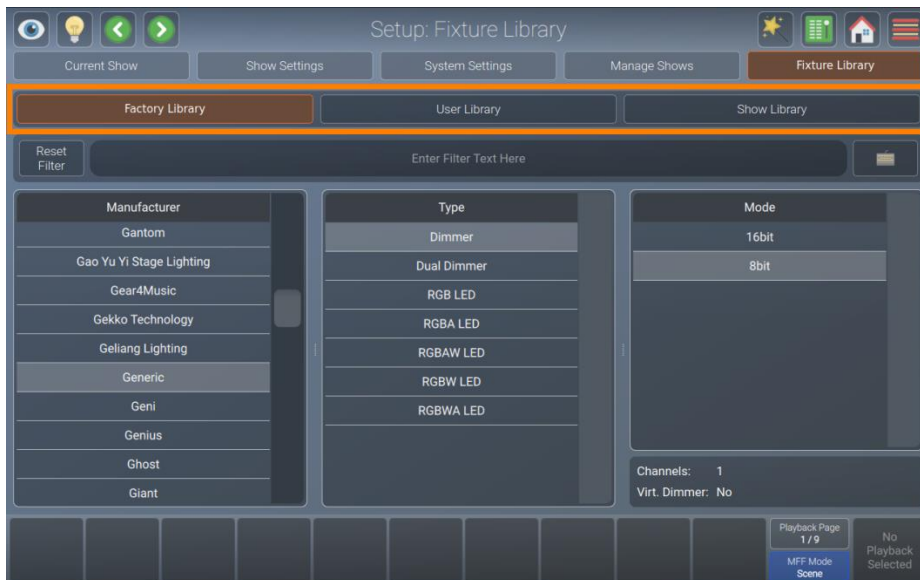 Setup: Fixture Library
Current Show
Show Settings
System Settings
Manage Shows
Fixture Library
Factory Library
User Library
Show Library
Reset
Filter
Enter Filter Text Here
Manufacturer
Gantom
Gao Yu Yi Stage Lighting
Gear4Music
Gekko Technology
Geliang Lighting
Generic
Geni
Genius
Ghost
Giant
Type
Dimmer
Dual Dimmer
RGB LED
RGBA LED
RGBAW LED
RGBW LED
RGBWA LED
Mode
16bit
8bit
Channels: 1
Virt. Dimmer: No
Playback Page
1/9
MFF Mode
Scene
No
Playback
Selected